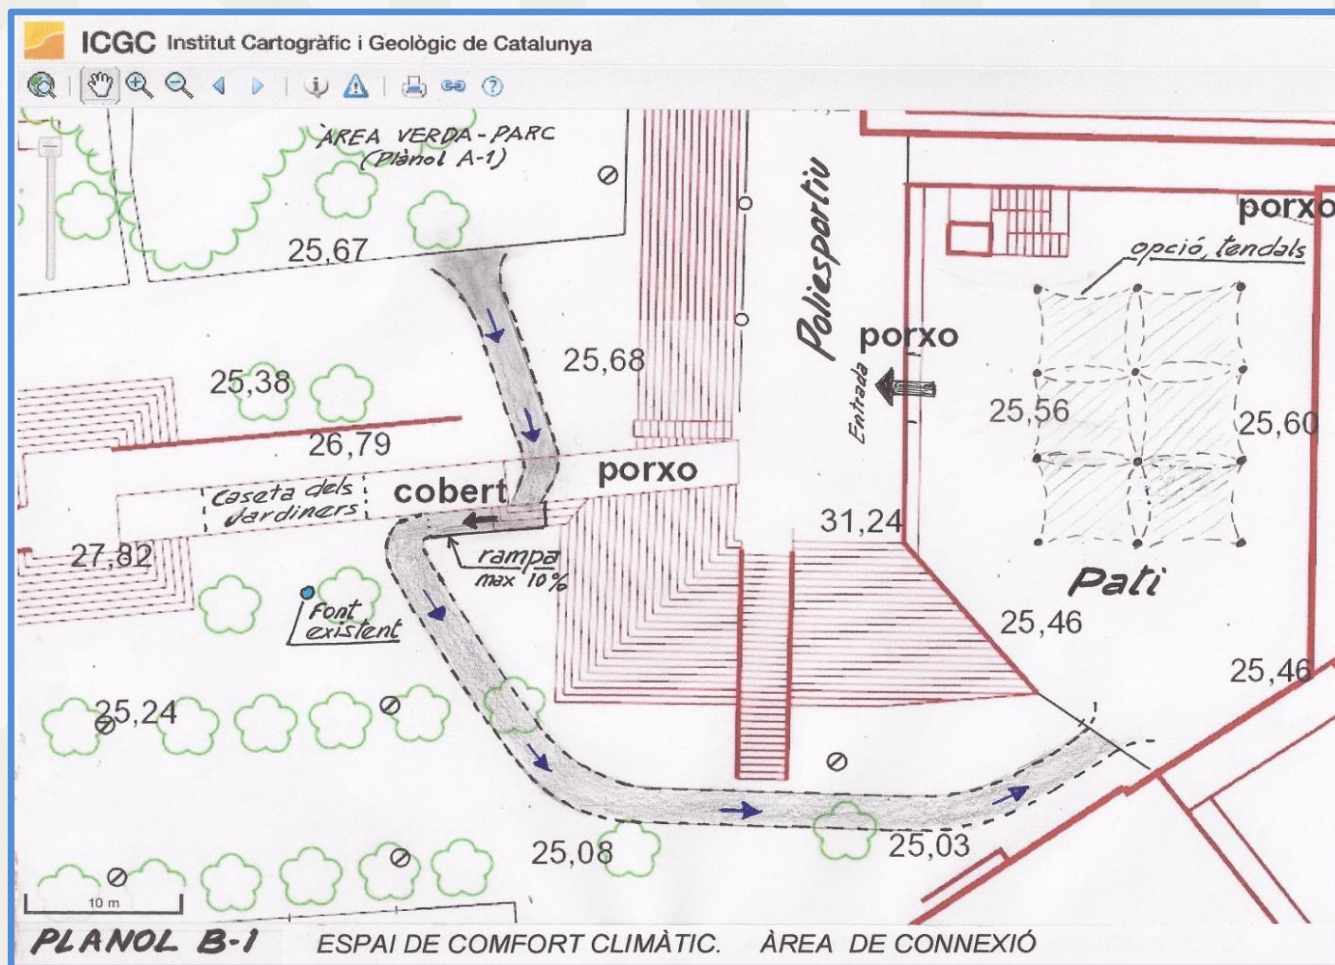 ICGC Institut Cartogràfic i Geològic de Catalunya
ÀREA VERDA - PARC
(Plànol A-1)
25,67
Poliesportiu
porxo
opció, tendals
25,68
porxo
25,38
Entrada
25,56
25,60
26,79
porxo
Caseta dels
Jardiners
cobert
31,24
27,82
rampa
max 10%
Pati
Font
existent
25,46
25,46
25,24
25,08
25,03
10 m
PLANOL B-1
ESPAI DE COMFORT CLIMÀTIC. ÀREA DE CONNEXIÓ